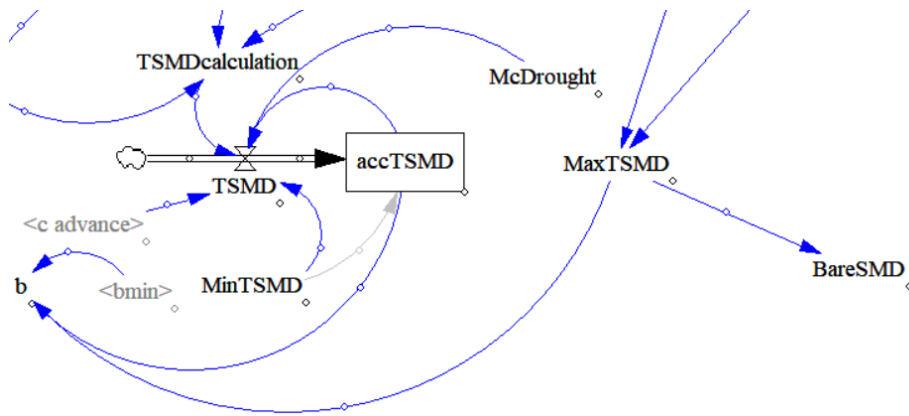 TSMDcalculation
McDrought
accTSMD
MaxTSMD
TSMD
<c advance>
BareSMD
b
<bmin>
MinTSMD